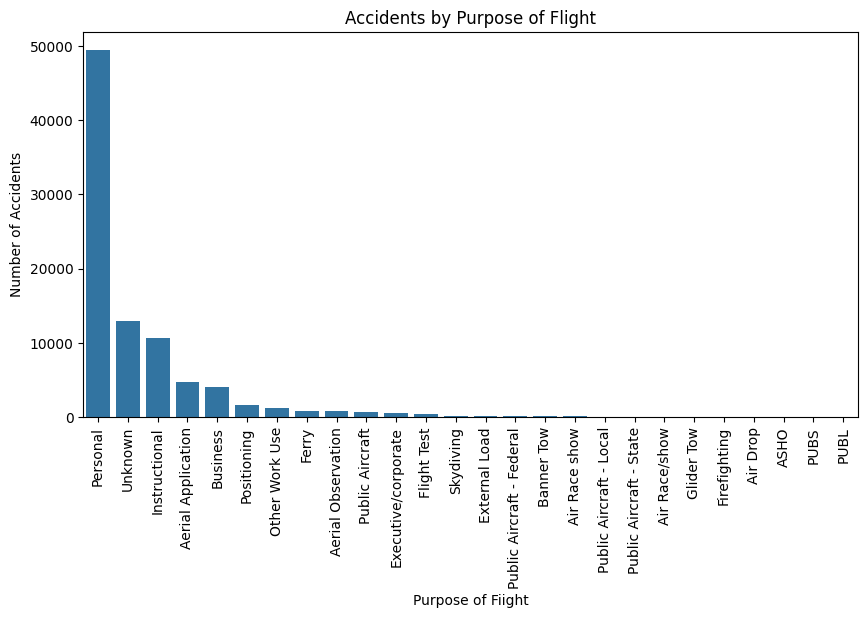 Accidents by Purpose of Flight
Number of Accidents
50000
40000
30000
20000
10000
0
Personal
Unknown
Instructional
Aerial Application
Business
Positioning
Other Work Use
Ferry
Aerial Observation
Public Aircraft
Executive/corporate
Flight Test
Skydiving
External Load
Public Aircraft - Federal
Banner Tow
Air Race show
Public Aircraft - Local
Public Aircraft - State
Air Race/show
Glider Tow
Firefighting
Air Drop
ASHO
PUBS
PUBL
Purpose of Fiight